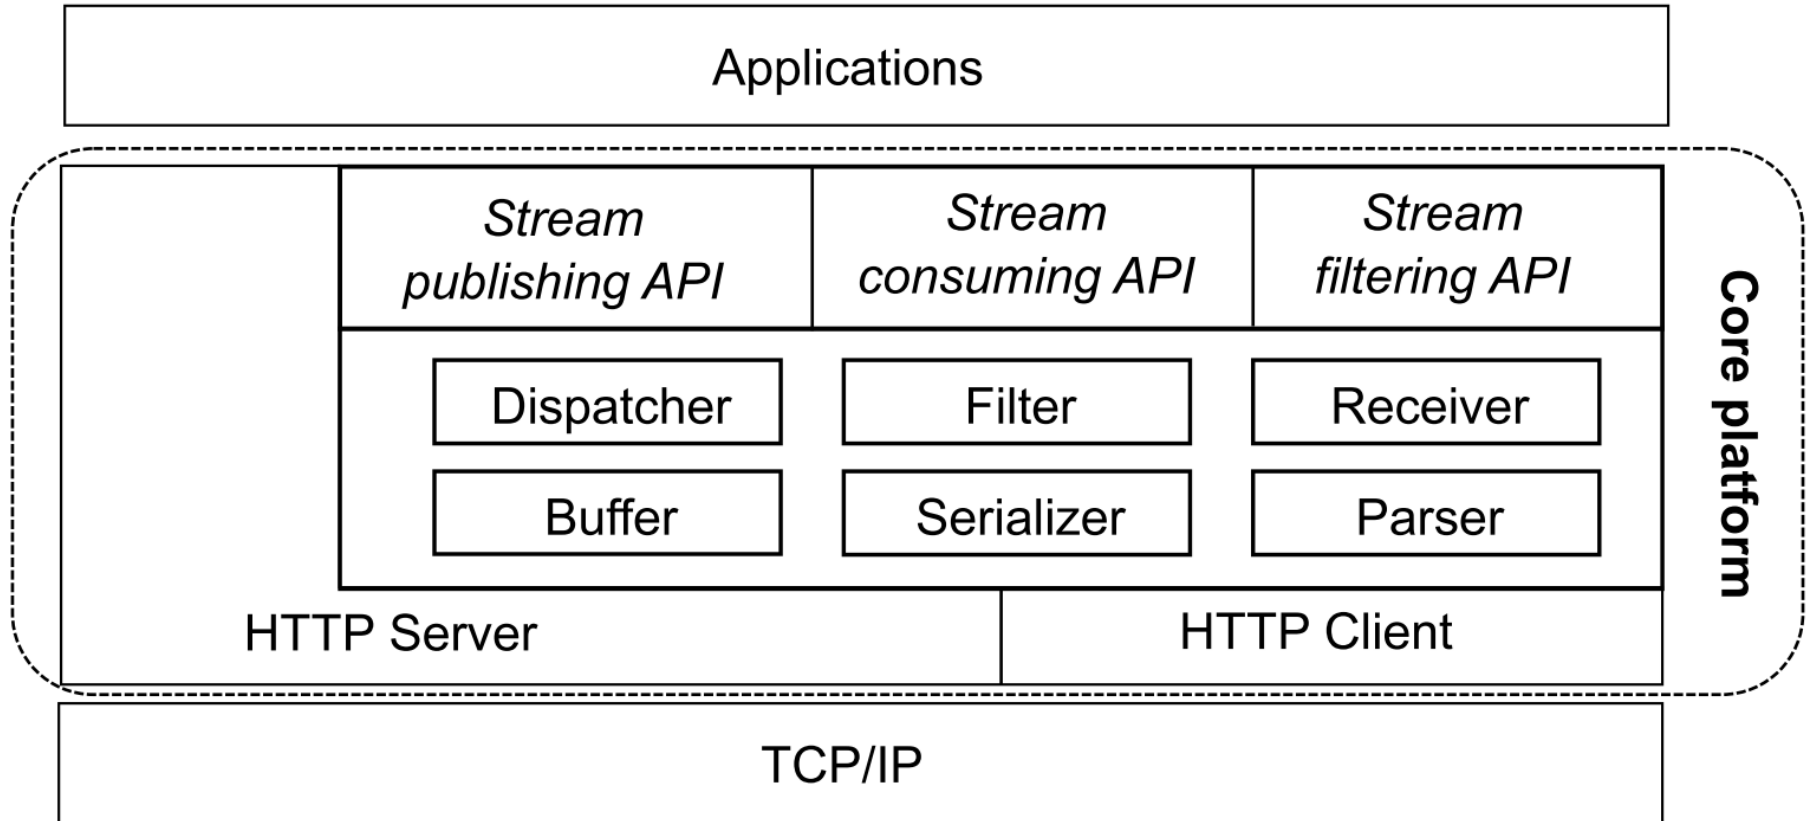 Applications
Stream
publishing API
Stream
consuming API
Stream
filtering API
Dispatcher
Filter
Receiver
Buffer
Serializer
Parser
HTTP Server
HTTP Client
Core platform
TCP/IP